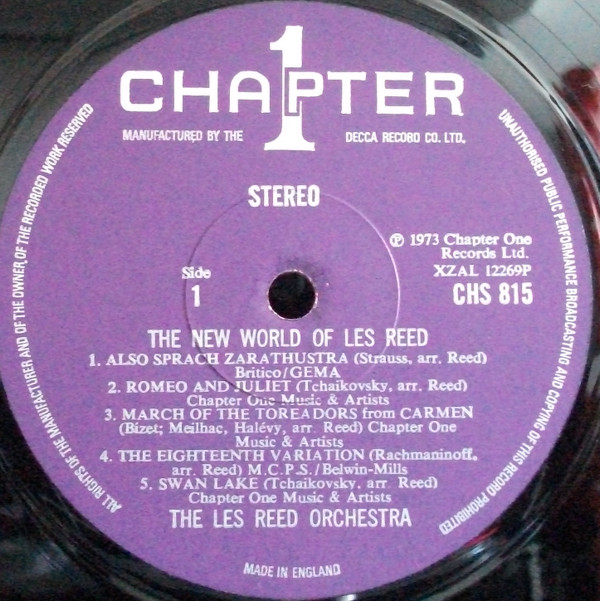 CHAPTER 1
MANUFACTURED BY THE DECCA RECORD CO. LTD.
STEREO
℗ 1973 Chapter One
Records Ltd.
XZAL 12269P
CHS 815
Side
1
THE NEW WORLD OF LES REED
1. ALSO SPRACH ZARATHUSTRA (Strauss, arr. Reed)
Britico/GEMA
2. ROMEO AND JULIET (Tchaikovsky, arr. Reed)
Chapter One Music & Artists
3. MARCH OF THE TOREADORS from CARMEN
(Bizet; Meilhac, Halévy, arr. Reed) Chapter One
Music & Artists
4. THE EIGHTEENTH VARIATION (Rachmaninoff,
arr. Reed) M.C.P.S./Belwin-Mills
5. SWAN LAKE (Tchaikovsky, arr. Reed)
Chapter One Music & Artists
THE LES REED ORCHESTRA
MADE IN ENGLAND
ALL RIGHTS OF THE MANUFACTURER AND OF THE OWNER OF THE RECORDED WORK RESERVED
UNAUTHORISED PUBLIC PERFORMANCE BROADCASTING AND COPYING OF THIS RECORD PROHIBITED